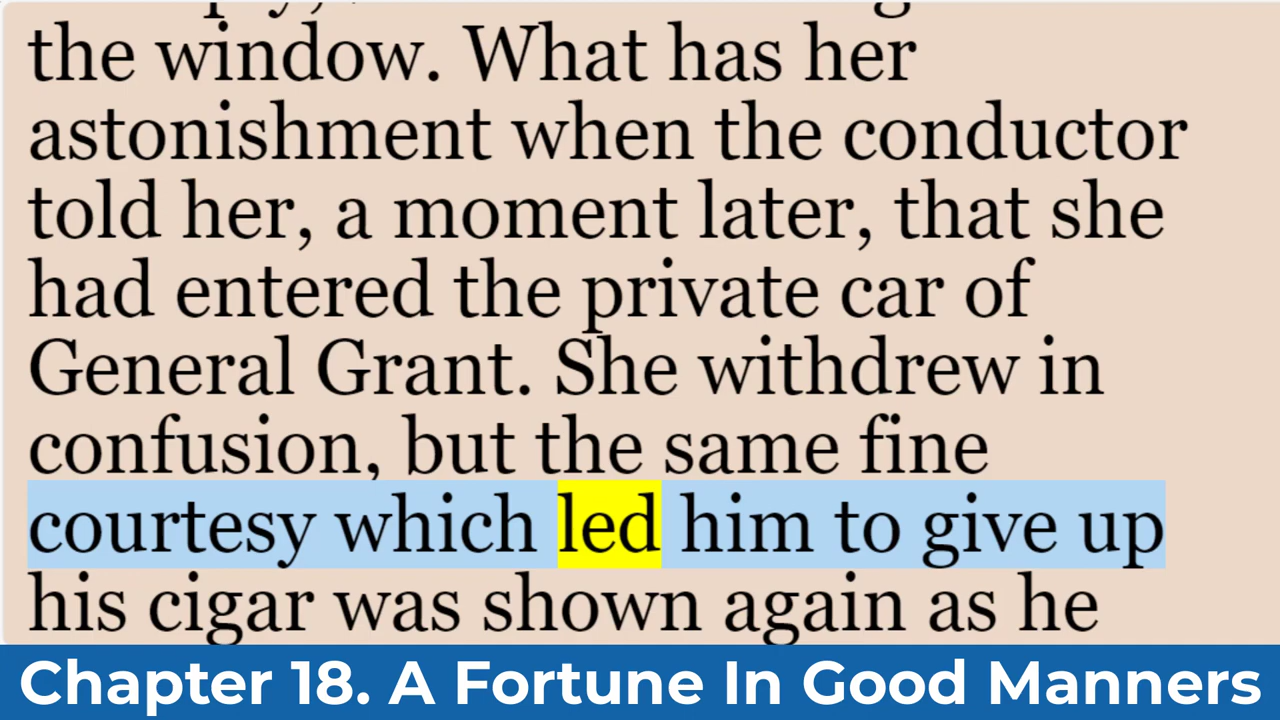 the window. What has her
astonishment when the conductor
told her, a moment later, that she
had entered the private car of
General Grant. She withdrew in
confusion, but the same fine
courtesy which led him to give up
his cigar was shown again as he
Chapter 18. A Fortune In Good Manners